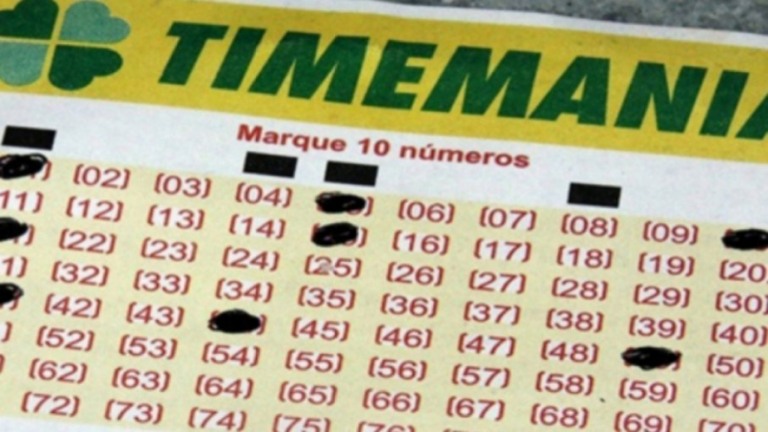 TIMEMANIA
Marque 10 números
(02) (03) (04) (06) (07) (08) (09)
11) (12) (13) (14) (16) (17) (18) (19) (20
(22) (23) (24) (25) (26) (27) (28) (29) (30)
1) (32) (33) (34) (35) (36) (37) (38) (39) (40)
(42) (43) (45) (46) (47) (48) (50)
) (52) (53) (54) (55) (56) (57) (58) (59) (60)
(62) (63) (64) (65) (66) (67) (68) (69)
(72) (73) (74) (75